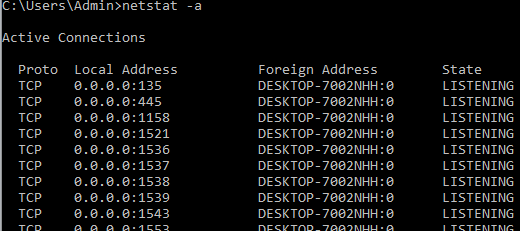 C:\Users\Admin>netstat -a
Active Connections
Proto Local Address Foreign Address State
TCP 0.0.0.0:135 DESKTOP-7002NHH:0 LISTENING
TCP 0.0.0.0:445 DESKTOP-7002NHH:0 LISTENING
TCP 0.0.0.0:1158 DESKTOP-7002NHH:0 LISTENING
TCP 0.0.0.0:1521 DESKTOP-7002NHH:0 LISTENING
TCP 0.0.0.0:1536 DESKTOP-7002NHH:0 LISTENING
TCP 0.0.0.0:1537 DESKTOP-7002NHH:0 LISTENING
TCP 0.0.0.0:1538 DESKTOP-7002NHH:0 LISTENING
TCP 0.0.0.0:1539 DESKTOP-7002NHH:0 LISTENING
TCP 0.0.0.0:1543 DESKTOP-7002NHH:0 LISTENING
TCP 0.0.0.0:1553 DESKTOP-7002NHH:0 LISTENING